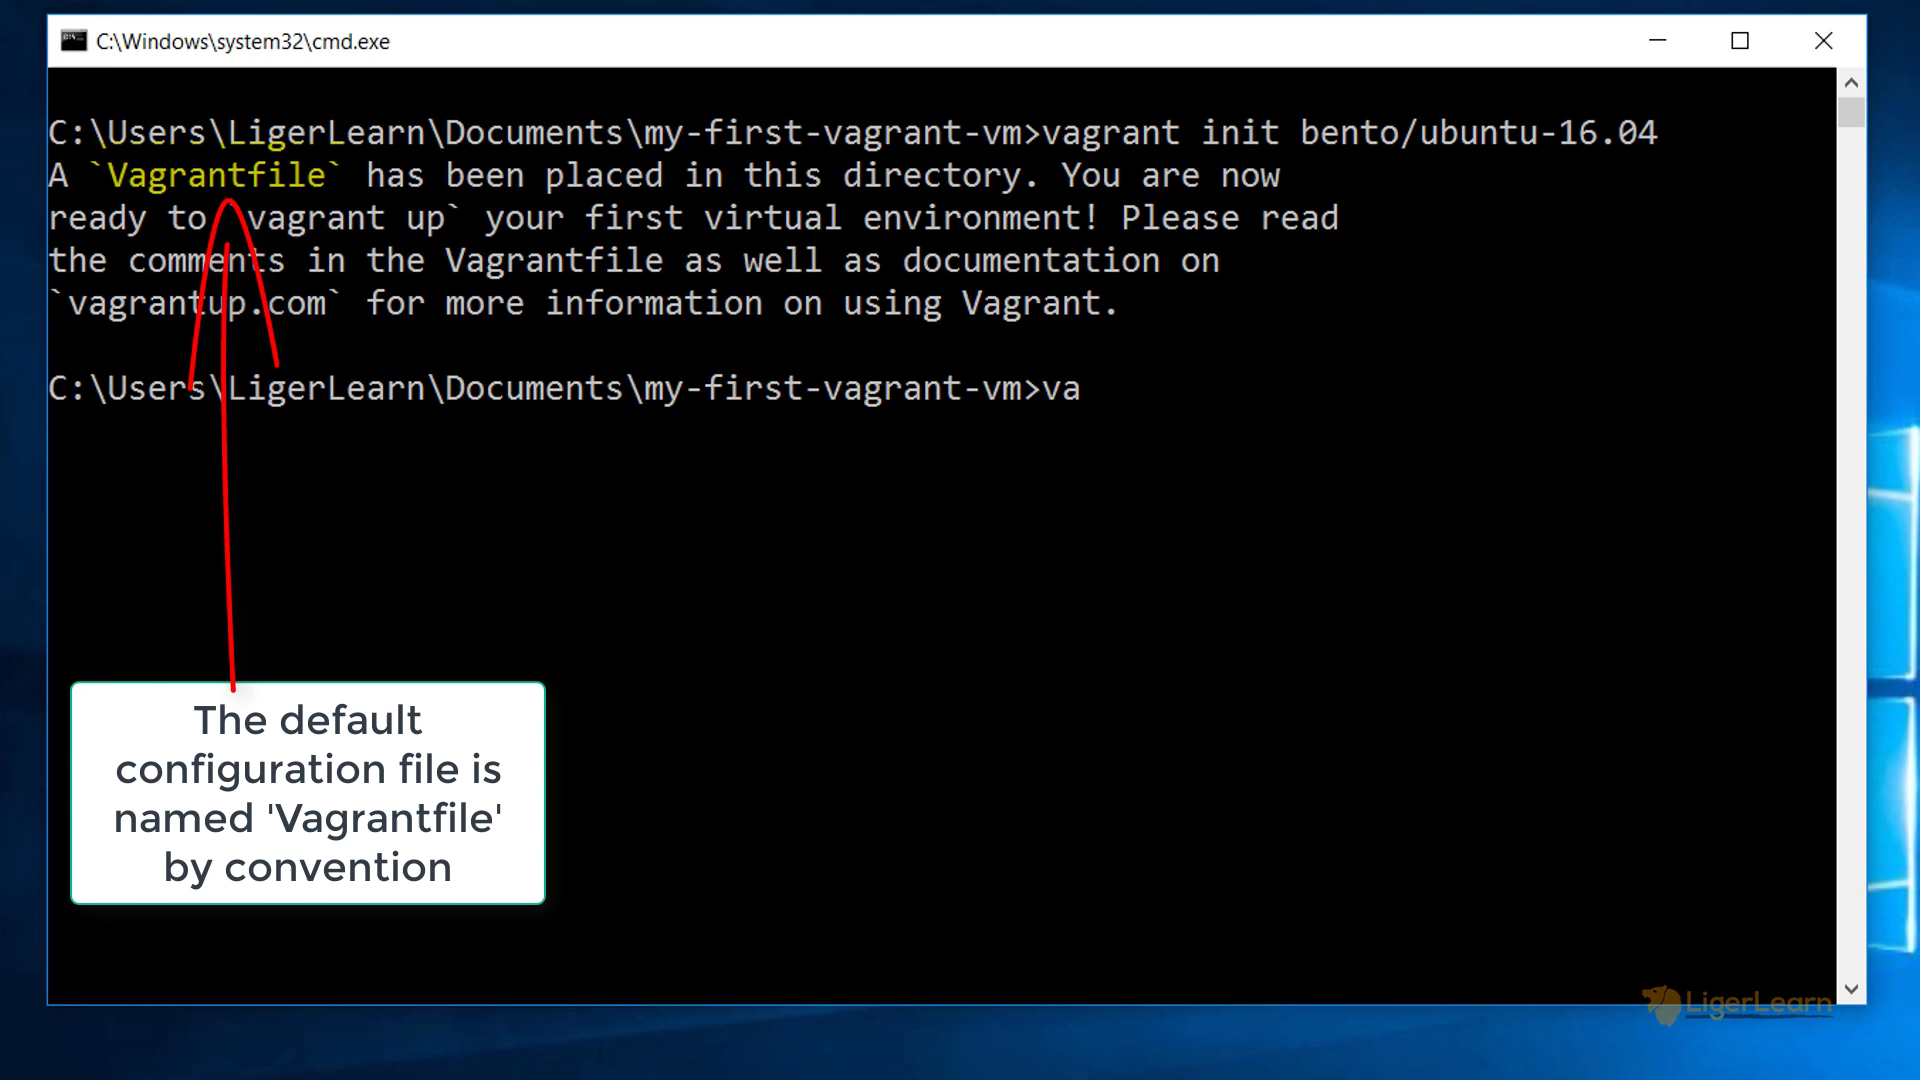 C:\Windows\system32\cmd.exe
C:\Users\LigerLearn\Documents\my-first-vagrant-vm>vagrant init bento/ubuntu-16.04
A `Vagrantfile` has been placed in this directory. You are now
ready to `vagrant up` your first virtual environment! Please read
the comments in the Vagrantfile as well as documentation on
`vagrantup.com` for more information on using Vagrant.
C:\Users\LigerLearn\Documents\my-first-vagrant-vm>va
The default
configuration file is
named 'Vagrantfile'
by convention
LigerLearn